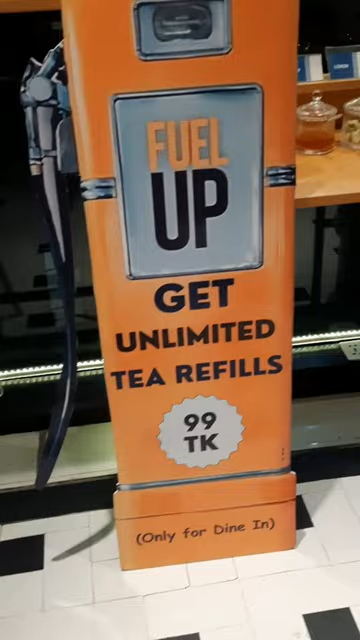 FUEL
UP
GET
UNLIMITED
TEA REFILLS
99
TK
(Only for Dine In)